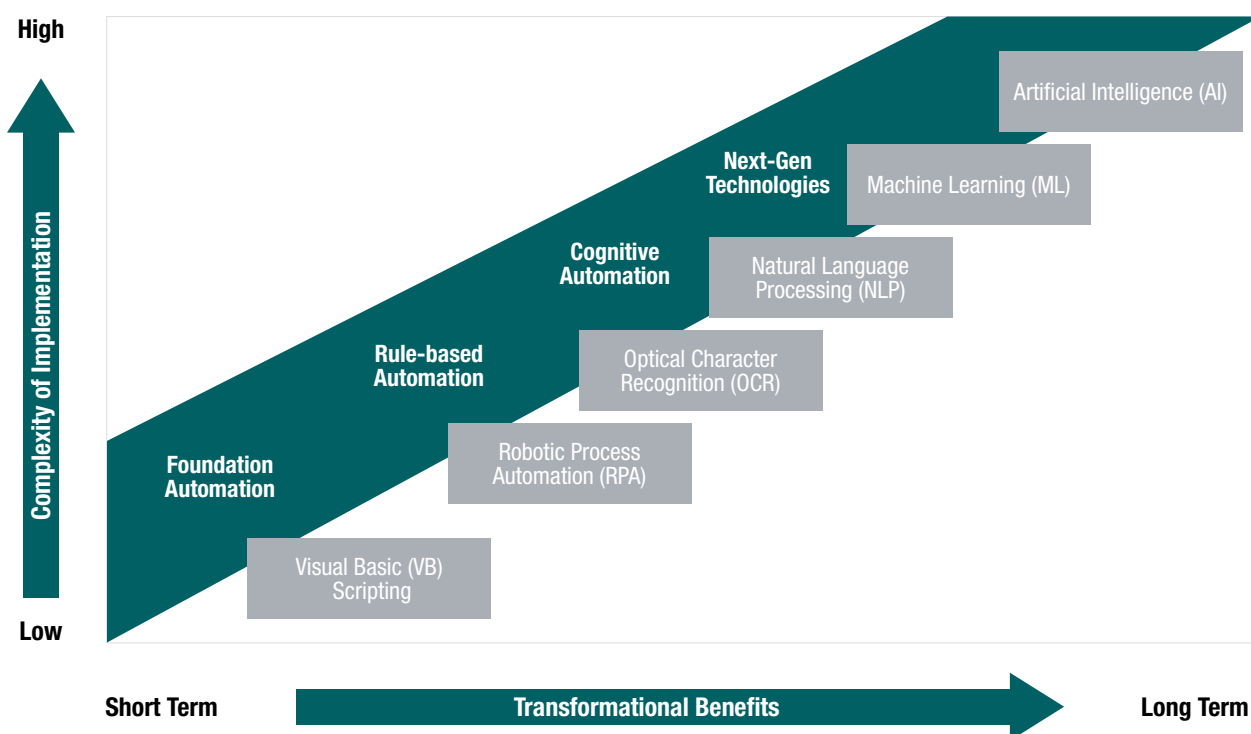 High
Artificial Intelligence (AI)
Next-Gen
Technologies
Machine Learning (ML)
Cognitive
Automation
Natural Language
Processing (NLP)
Rule-based
Automation
Optical Character
Recognition (OCR)
Foundation
Automation
Robotic Process
Automation (RPA)
Visual Basic (VB)
Scripting
Complexity of Implementation
Low
Short Term
Transformational Benefits
Long Term